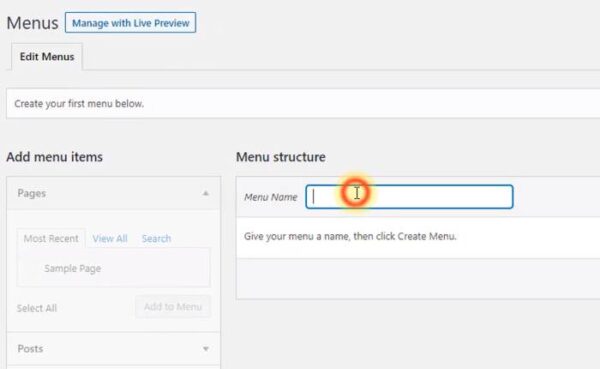 Menus Manage with Live Preview
Edit Menus
Create your first menu below.
Add menu items
Pages
Most Recent View All Search
Sample Page
Select All Add to Menu
Posts
Menu structure
Menu Name
Give your menu a name, then click Create Menu.